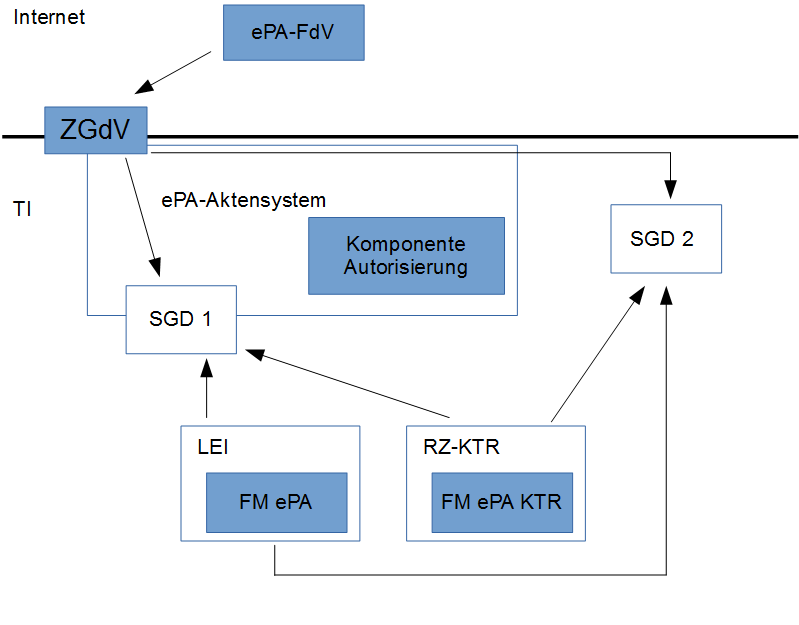 Internet
ePA-FdV
ZGdV
TI
ePA-Aktensystem
Komponente
Autorisierung
SGD 2
SGD 1
LEI
RZ-KTR
FM ePA
FM ePA KTR